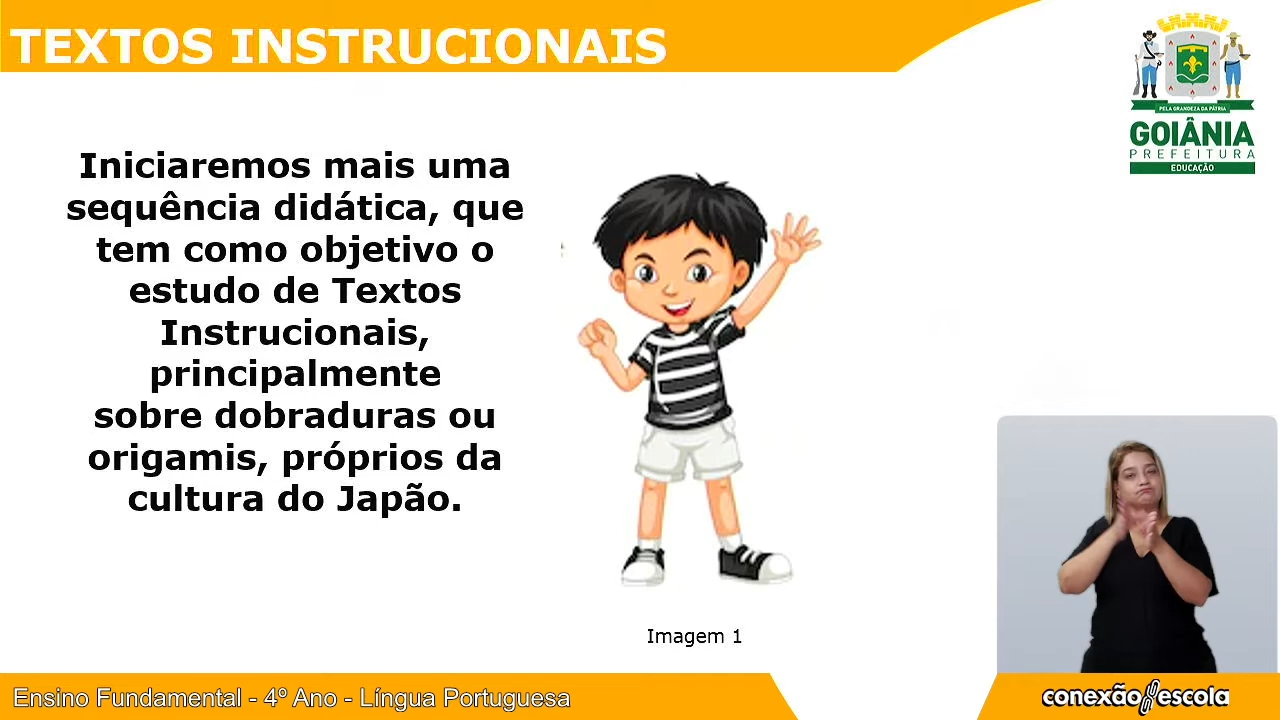 TEXTOS INSTRUCIONAIS
PELA GRANDEZA DA PÁTRIA
GOIÂNIA
PREFEITURA
EDUCAÇÃO
Iniciaremos mais uma
sequência didática, que
tem como objetivo o
estudo de Textos
Instrucionais,
principalmente
sobre dobraduras ou
origamis, próprios da
cultura do Japão.
Imagem 1
Ensino Fundamental - 4º Ano - Língua Portuguesa
conexão escola